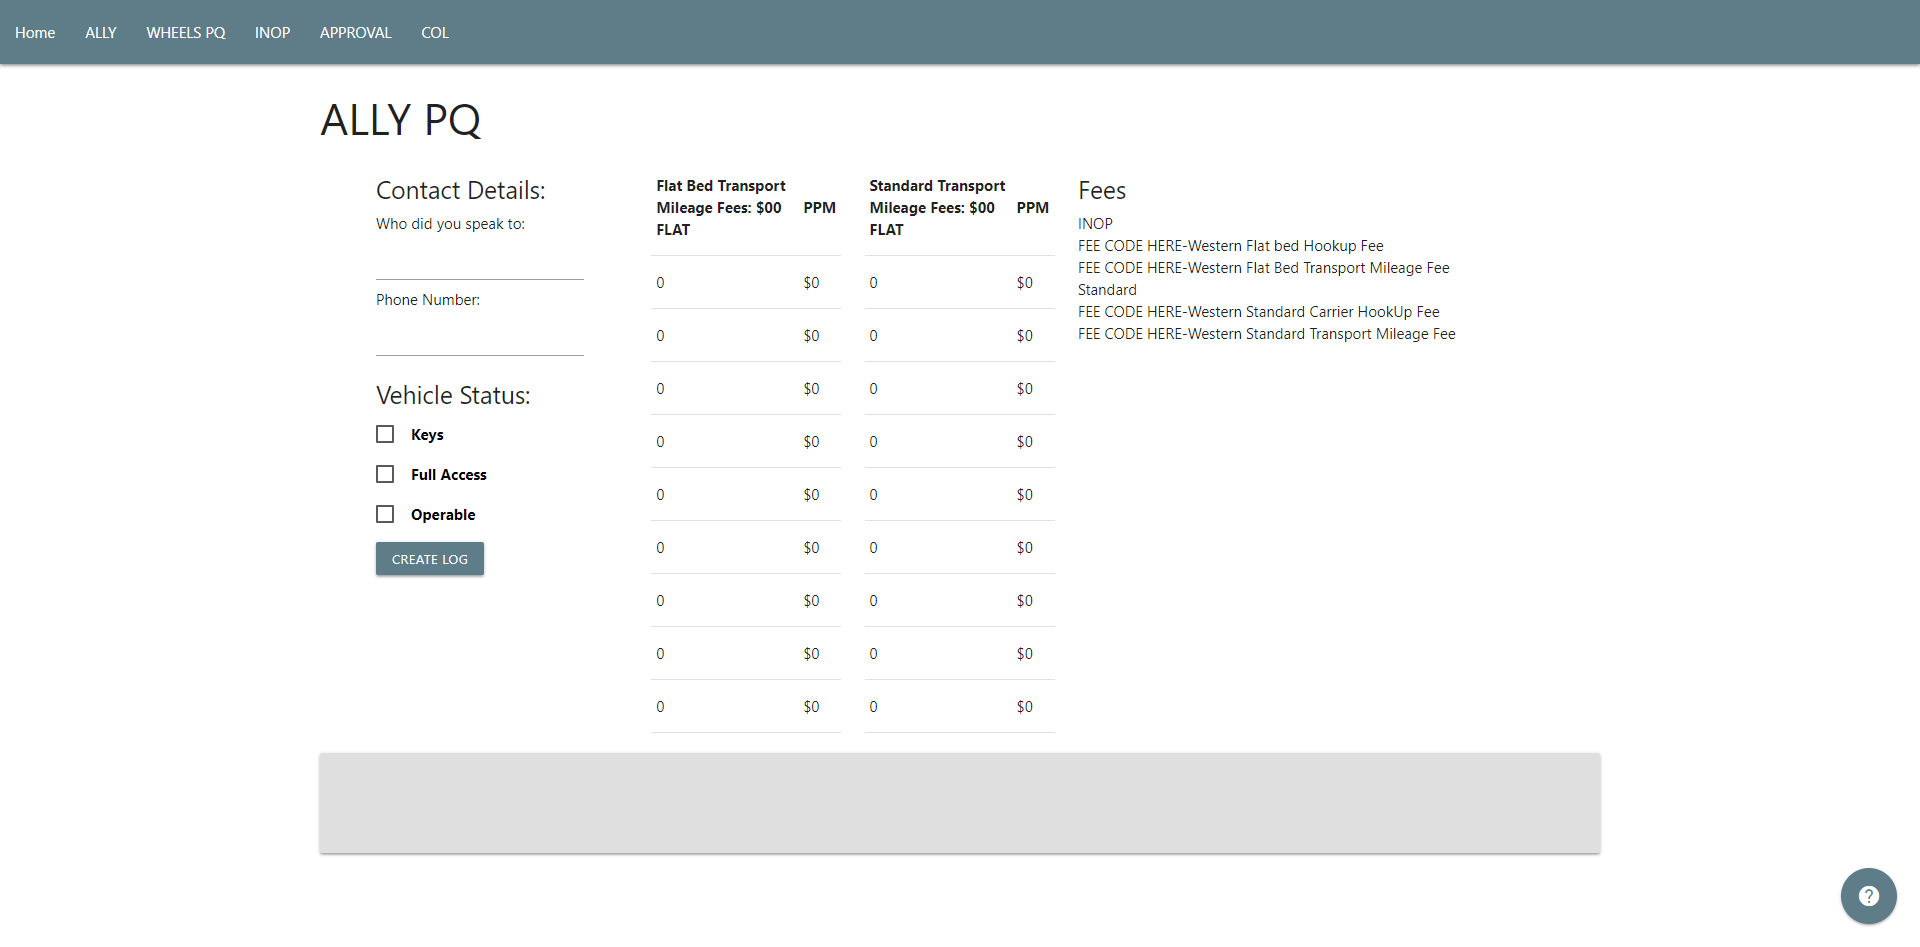 Home ALLY WHEELS PQ INOP APPROVAL COL
ALLY PQ
Contact Details:
Who did you speak to:
Phone Number:
Vehicle Status:
Keys
Full Access
Operable
CREATE LOG
Flat Bed Transport
Mileage Fees: $00 PPM
FLAT
0 $0
0 $0
0 $0
0 $0
0 $0
0 $0
0 $0
0 $0
0 $0
Standard Transport
Mileage Fees: $00 PPM
FLAT
0 $0
0 $0
0 $0
0 $0
0 $0
0 $0
0 $0
0 $0
0 $0
Fees
INOP
FEE CODE HERE-Western Flat bed Hookup Fee
FEE CODE HERE-Western Flat Bed Transport Mileage Fee
Standard
FEE CODE HERE-Western Standard Carrier HookUp Fee
FEE CODE HERE-Western Standard Transport Mileage Fee
?